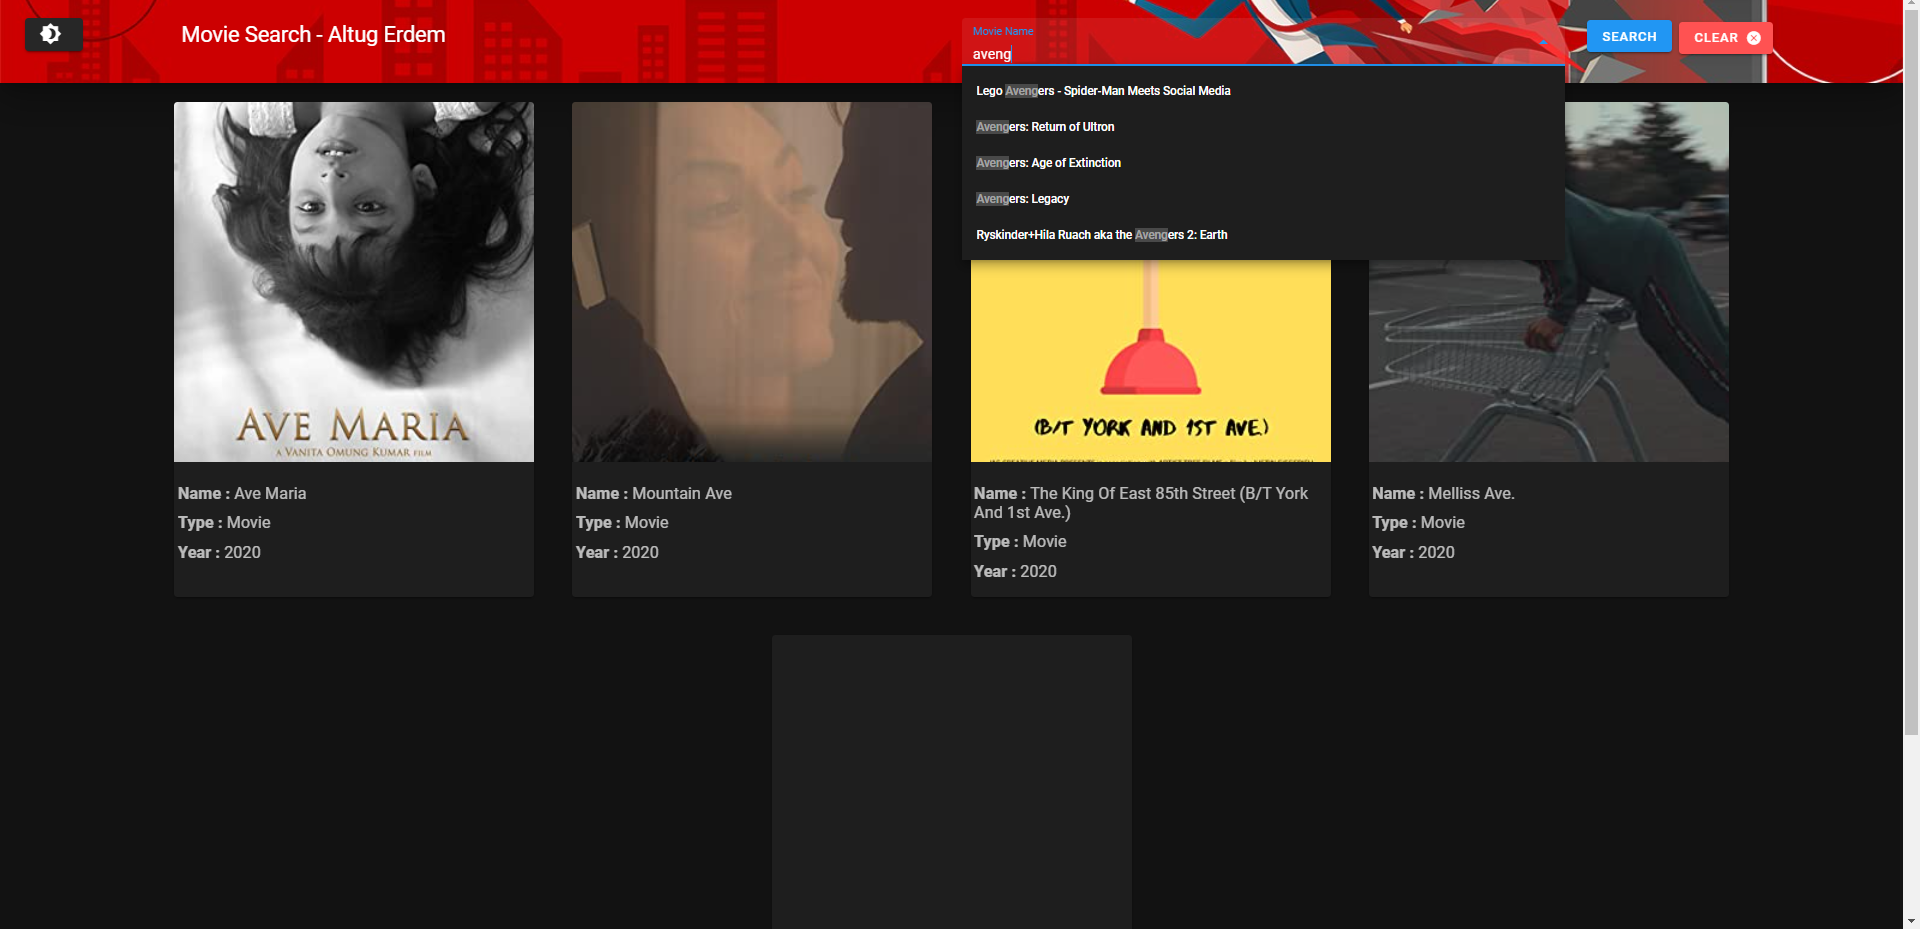 Movie Search - Altug Erdem
Movie Name
aveng
SEARCH
CLEAR
Lego Avengers - Spider-Man Meets Social Media
Avengers: Return of Ultron
Avengers: Age of Extinction
Avengers: Legacy
Ryskinder+Hila Ruach aka the Avengers 2: Earth
AVE MARIA
A VANITA OMUNG KUMAR FILM
(B/T YORK AND 1ST AVE.)
Name : Ave Maria
Type : Movie
Year : 2020
Name : Mountain Ave
Type : Movie
Year : 2020
Name : The King Of East 85th Street (B/T York
And 1st Ave.)
Type : Movie
Year : 2020
Name : Melliss Ave.
Type : Movie
Year : 2020